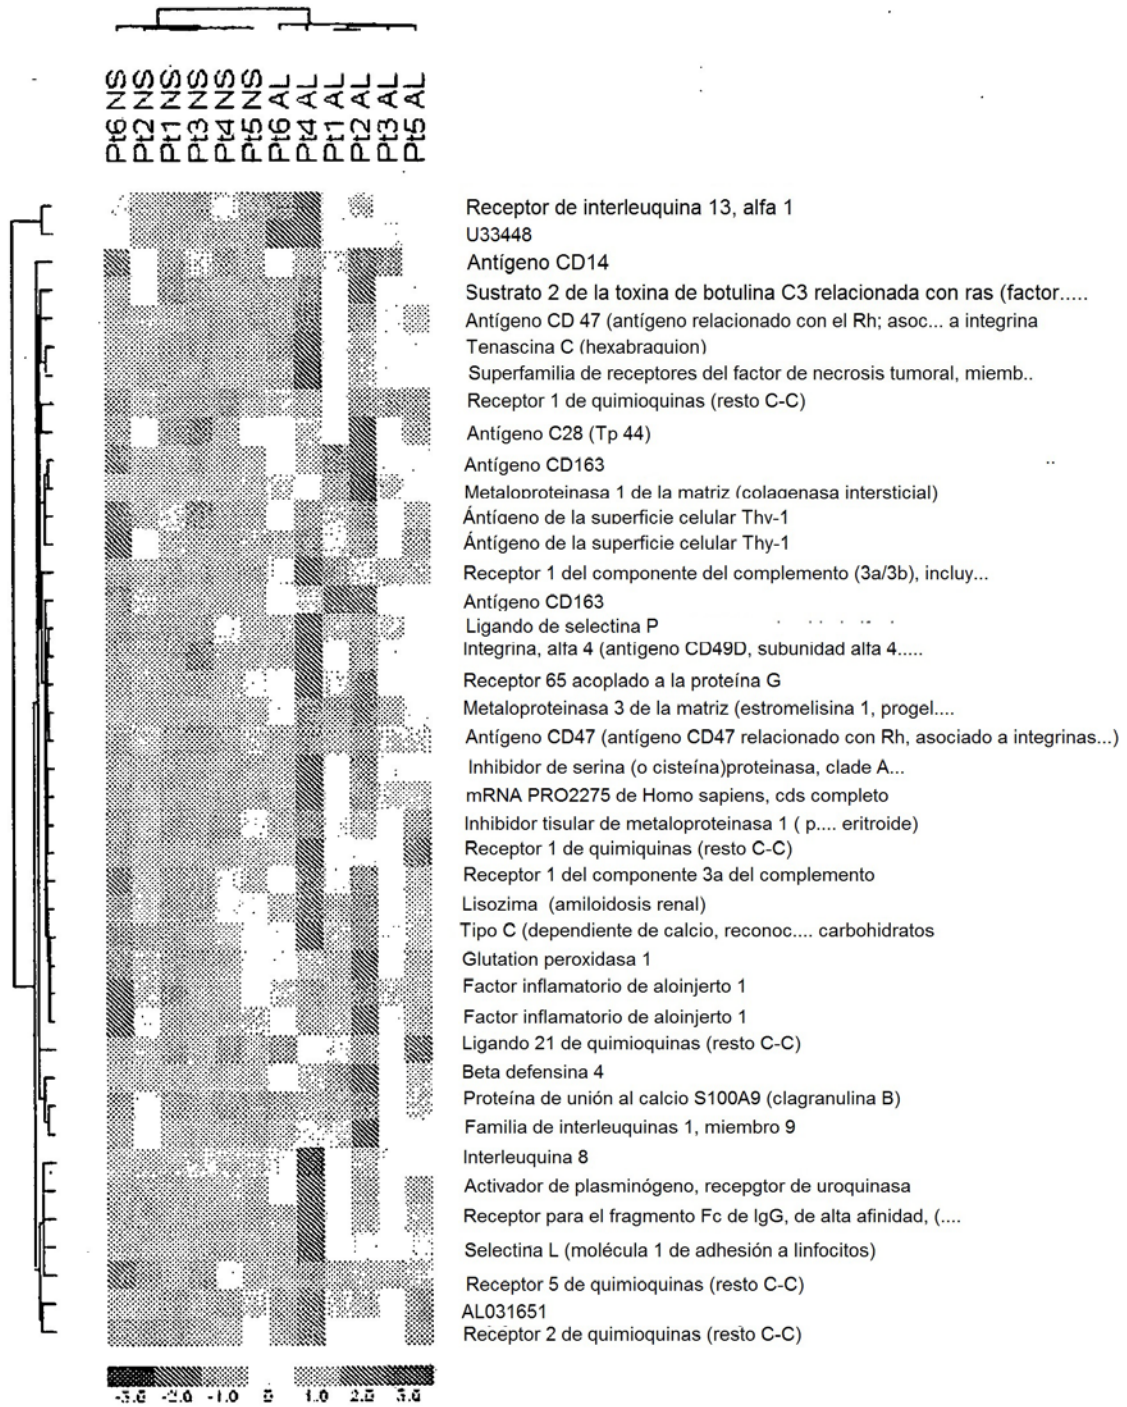 Pt6 NS
Pt2 NS
Pt1 NS
Pt3 NS
Pt4 NS
Pt5 NS
Pt6 AL
Pt4 AL
Pt1 AL
Pt2 AL
Pt3 AL
Pt5 AL
Receptor de interleuquina 13, alfa 1
U33448
Antígeno CD14
Sustrato 2 de la toxina de botulina C3 relacionada con ras (factor.....
Antígeno CD 47 (antígeno relacionado con el Rh; asoc... a integrina
Tenascina C (hexabraquion)
Superfamilia de receptores del factor de necrosis tumoral, miemb..
Receptor 1 de quimioquinas (resto C-C)
Antígeno C28 (Tp 44)
Antígeno CD163
Metaloproteinasa 1 de la matriz (colagenasa intersticial)
Ántígeno de la superficie celular Thy-1
Ántígeno de la superficie celular Thy-1
Receptor 1 del componente del complemento (3a/3b), incluy...
Antígeno CD163
Ligando de selectina P
Integrina, alfa 4 (antígeno CD49D, subunidad alfa 4.....
Receptor 65 acoplado a la proteína G
Metaloproteinasa 3 de la matriz (estromelisina 1, progel....
Antígeno CD47 (antígeno CD47 relacionado con Rh, asociado a integrinas...)
Inhibidor de serina (o cisteína)proteinasa, clade A...
mRNA PRO2275 de Homo sapiens, cds completo
Inhibidor tisular de metaloproteinasa 1 ( p.... eritroide)
Receptor 1 de quimiquinas (resto C-C)
Receptor 1 del componente 3a del complemento
Lisozima (amiloidosis renal)
Tipo C (dependiente de calcio, reconoc.... carbohidratos
Glutation peroxidasa 1
Factor inflamatorio de aloinjerto 1
Factor inflamatorio de aloinjerto 1
Ligando 21 de quimioquinas (resto C-C)
Beta defensina 4
Proteína de unión al calcio S100A9 (clagranulina B)
Familia de interleuquinas 1, miembro 9
Interleuquina 8
Activador de plasminógeno, recepgtor de uroquinasa
Receptor para el fragmento Fc de IgG, de alta afinidad, (....
Selectina L (molécula 1 de adhesión a linfocitos)
Receptor 5 de quimioquinas (resto C-C)
AL031651
Receptor 2 de quimioquinas (resto C-C)
-3.0 -2.0 -1.0 0 1.0 2.0 3.0